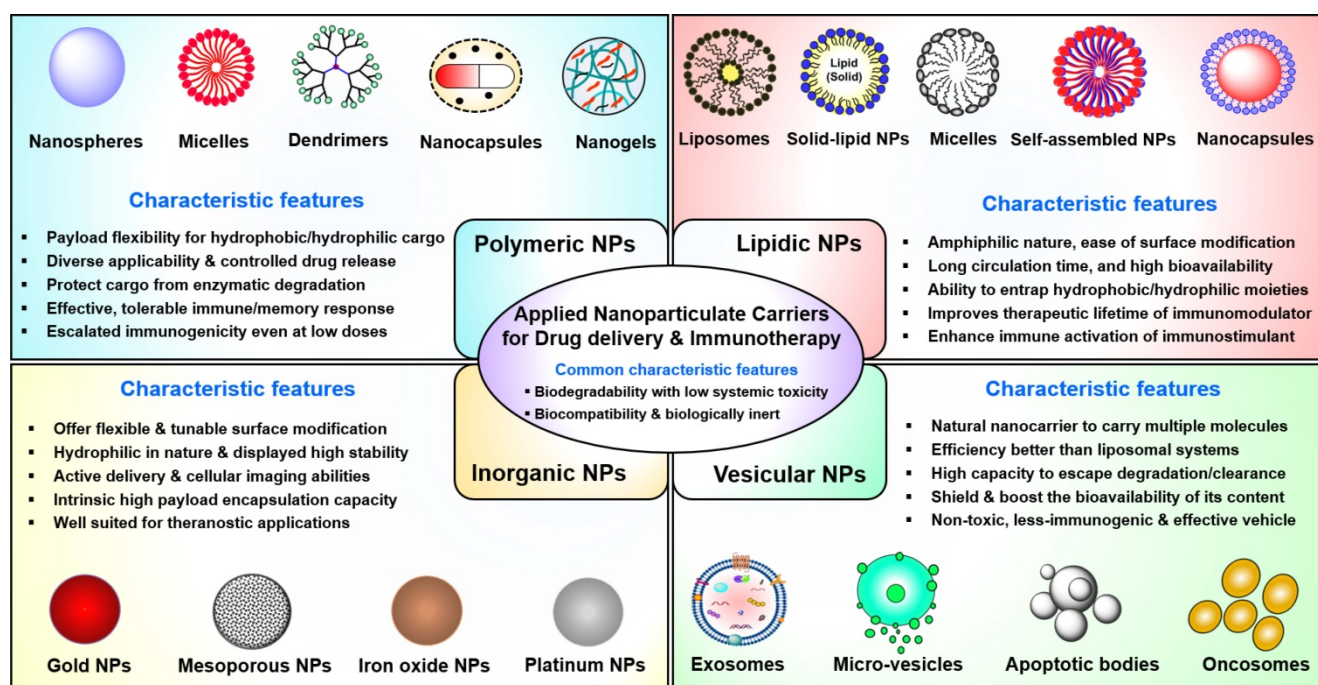 Nanospheres
Micelles
Dendrimers
Nanocapsules
Nanogels
Characteristic features
▪ Payload flexibility for hydrophobic/hydrophilic cargo
▪ Diverse applicability & controlled drug release
▪ Protect cargo from enzymatic degradation
▪ Effective, tolerable immune/memory response
▪ Escalated immunogenicity even at low doses
Polymeric NPs
Lipid
(Solid)
Liposomes
Solid-lipid NPs
Micelles
Self-assembled NPs
Nanocapsules
Characteristic features
▪ Amphiphilic nature, ease of surface modification
▪ Long circulation time, and high bioavailability
▪ Ability to entrap hydrophobic/hydrophilic moieties
▪ Improves therapeutic lifetime of immunomodulator
▪ Enhance immune activation of immunostimulant
Lipidic NPs
Applied Nanoparticulate Carriers
for Drug delivery & Immunotherapy
Common characteristic features
▪ Biodegradability with low systemic toxicity
▪ Biocompatibility & biologically inert
Characteristic features
▪ Offer flexible & tunable surface modification
▪ Hydrophilic in nature & displayed high stability
▪ Active delivery & cellular imaging abilities
▪ Intrinsic high payload encapsulation capacity
▪ Well suited for theranostic applications
Inorganic NPs
Gold NPs
Mesoporous NPs
Iron oxide NPs
Platinum NPs
Vesicular NPs
Characteristic features
▪ Natural nanocarrier to carry multiple molecules
▪ Efficiency better than liposomal systems
▪ High capacity to escape degradation/clearance
▪ Shield & boost the bioavailability of its content
▪ Non-toxic, less-immunogenic & effective vehicle
Exosomes
Micro-vesicles
Apoptotic bodies
Oncosomes